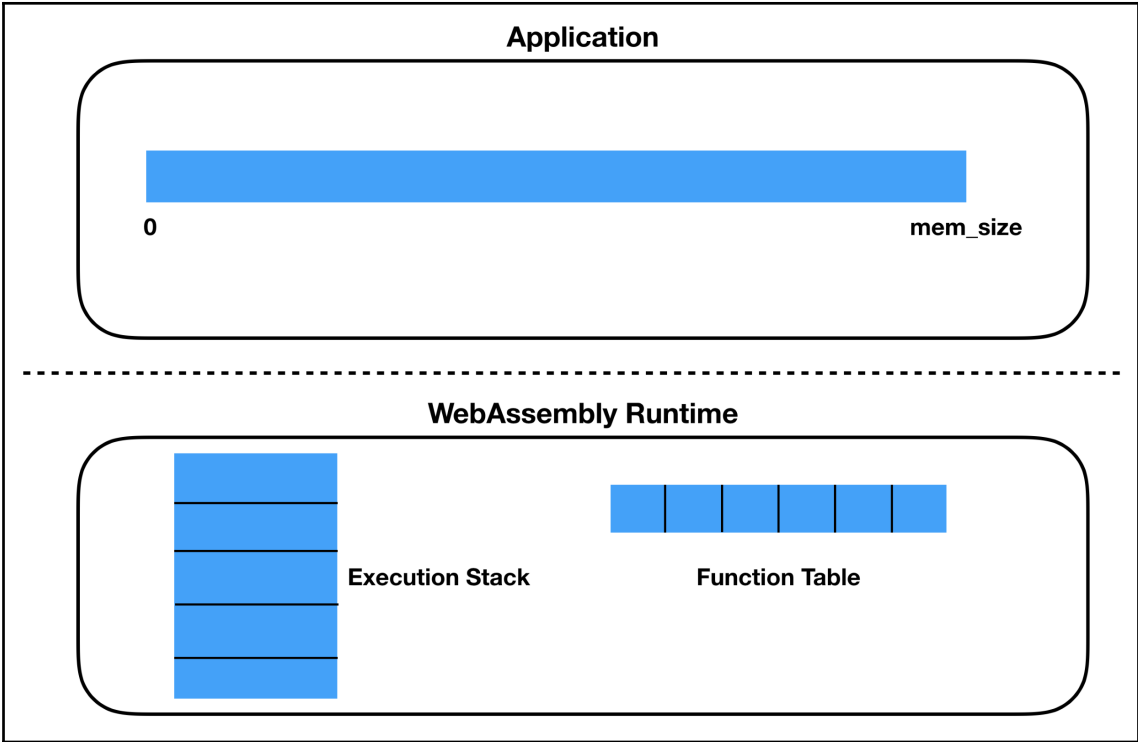 Application
0
mem_size
WebAssembly Runtime
Execution Stack
Function Table